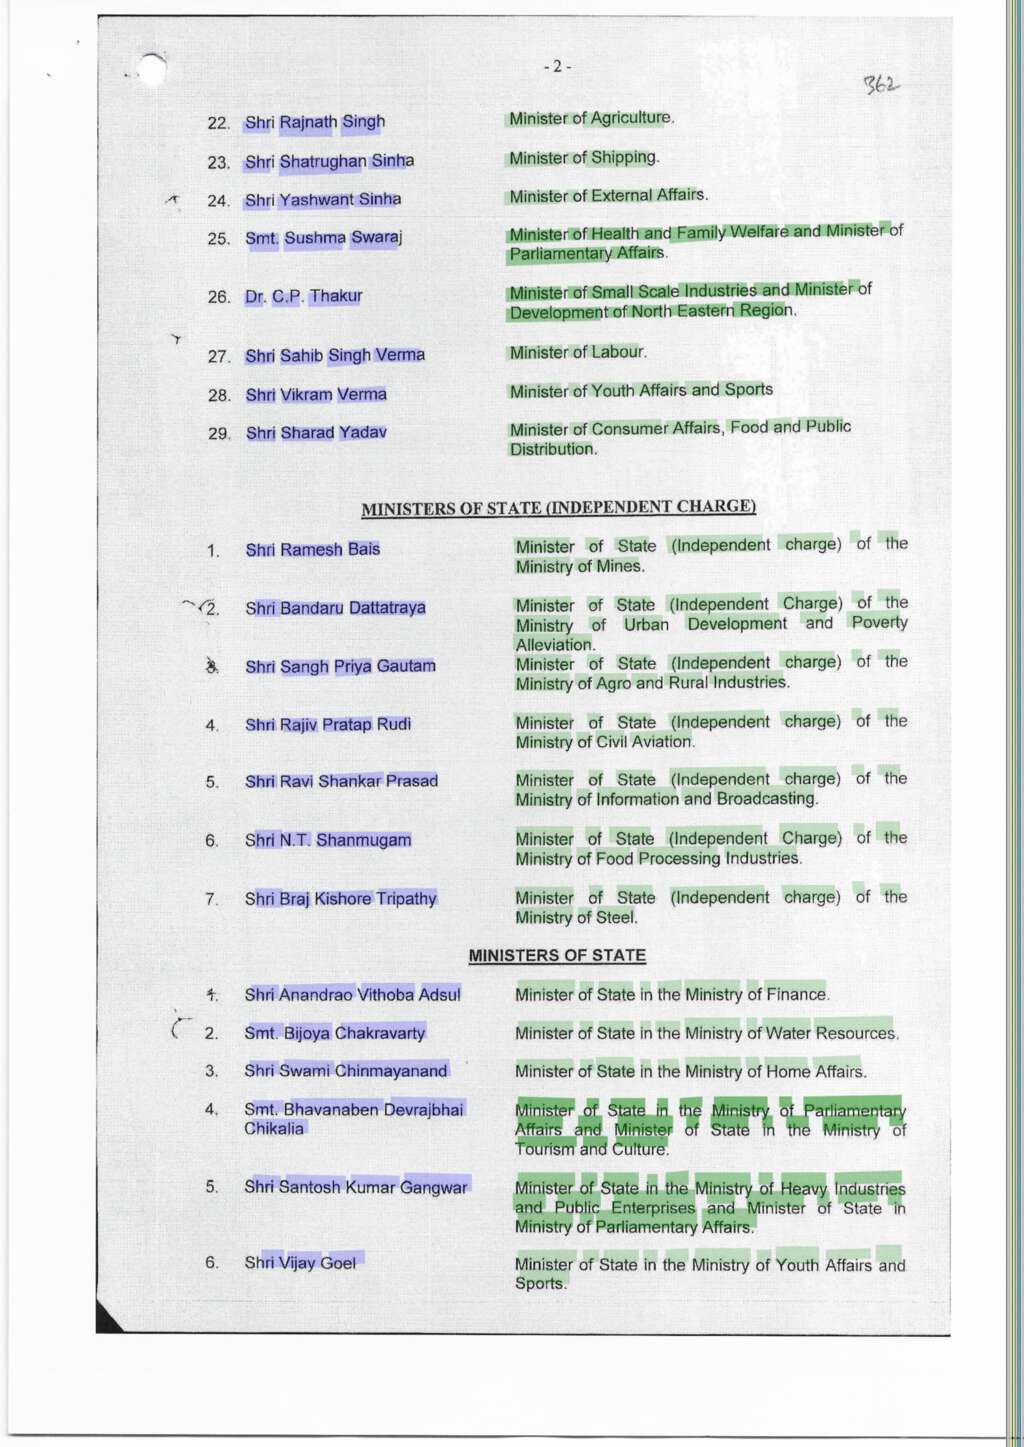 - 2 -
362
22. Shri Rajnath Singh Minister of Agriculture.
23. Shri Shatrughan Sinha Minister of Shipping.
24. Shri Yashwant Sinha Minister of External Affairs.
25. Smt. Sushma Swaraj Minister of Health and Family Welfare and Minister of
Parliamentary Affairs.
26. Dr. C.P. Thakur Minister of Small Scale Industries and Minister of
Development of North Eastern Region.
27. Shri Sahib Singh Verma Minister of Labour.
28. Shri Vikram Verma Minister of Youth Affairs and Sports
29. Shri Sharad Yadav Minister of Consumer Affairs, Food and Public
Distribution.
MINISTERS OF STATE (INDEPENDENT CHARGE)
1. Shri Ramesh Bais Minister of State (Independent charge) of the
Ministry of Mines.
2. Shri Bandaru Dattatraya Minister of State (Independent Charge) of the
Ministry of Urban Development and Poverty
Alleviation.
3. Shri Sangh Priya Gautam Minister of State (Independent charge) of the
Ministry of Agro and Rural Industries.
4. Shri Rajiv Pratap Rudi Minister of State (Independent charge) of the
Ministry of Civil Aviation.
5. Shri Ravi Shankar Prasad Minister of State (Independent charge) of the
Ministry of Information and Broadcasting.
6. Shri N.T. Shanmugam Minister of State (Independent Charge) of the
Ministry of Food Processing Industries.
7. Shri Braj Kishore Tripathy Minister of State (Independent charge) of the
Ministry of Steel.
MINISTERS OF STATE
1. Shri Anandrao Vithoba Adsul Minister of State in the Ministry of Finance.
2. Smt. Bijoya Chakravarty Minister of State in the Ministry of Water Resources.
3. Shri Swami Chinmayanand Minister of State in the Ministry of Home Affairs.
4. Smt. Bhavanaben Devrajbhai Minister of State in the Ministry of Parliamentary
Chikalia Affairs and Minister of State in the Ministry of
Tourism and Culture.
5. Shri Santosh Kumar Gangwar Minister of State in the Ministry of Heavy Industries
and Public Enterprises and Minister of State in
Ministry of Parliamentary Affairs.
6. Shri Vijay Goel Minister of State in the Ministry of Youth Affairs and
Sports.